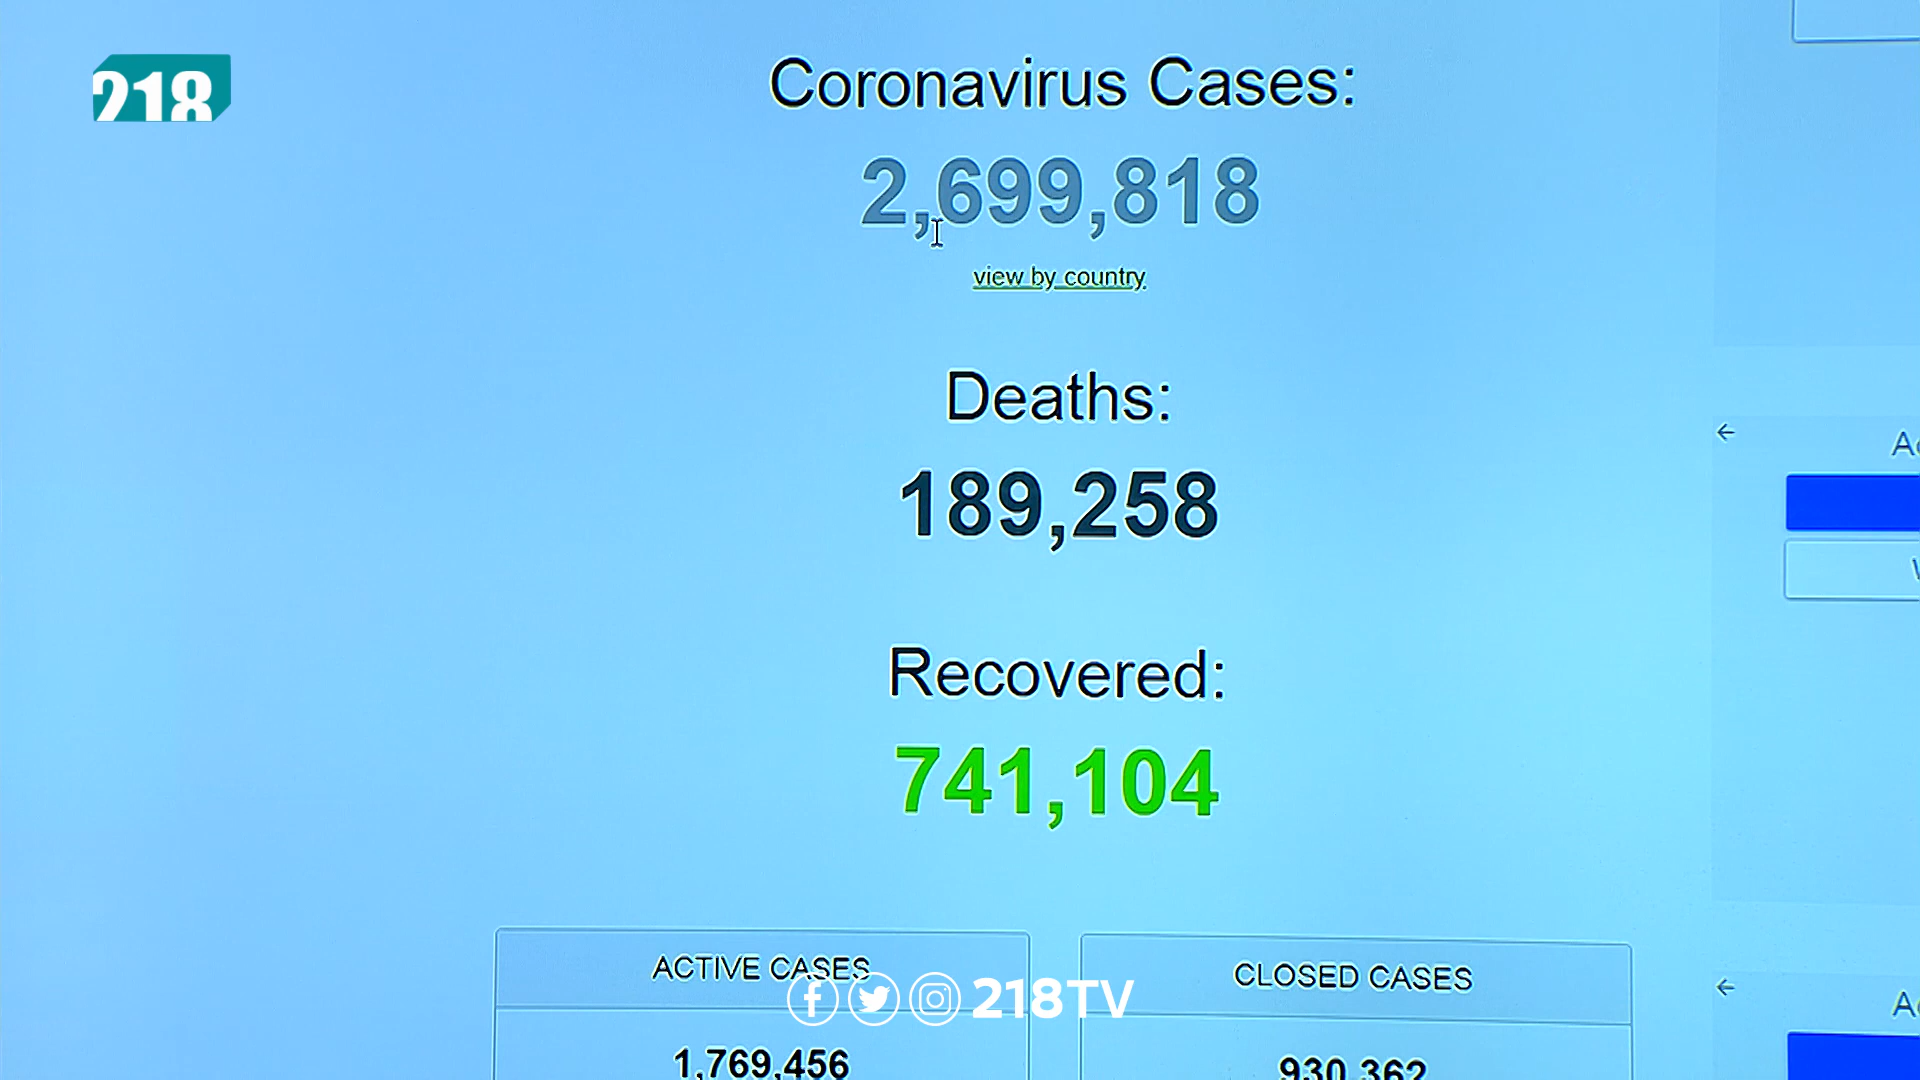 218
Coronavirus Cases:
2,699,818
view by country
Deaths:
189,258
Recovered:
741,104
ACTIVE CASES
1,769,456
CLOSED CASES
930,362
218TV